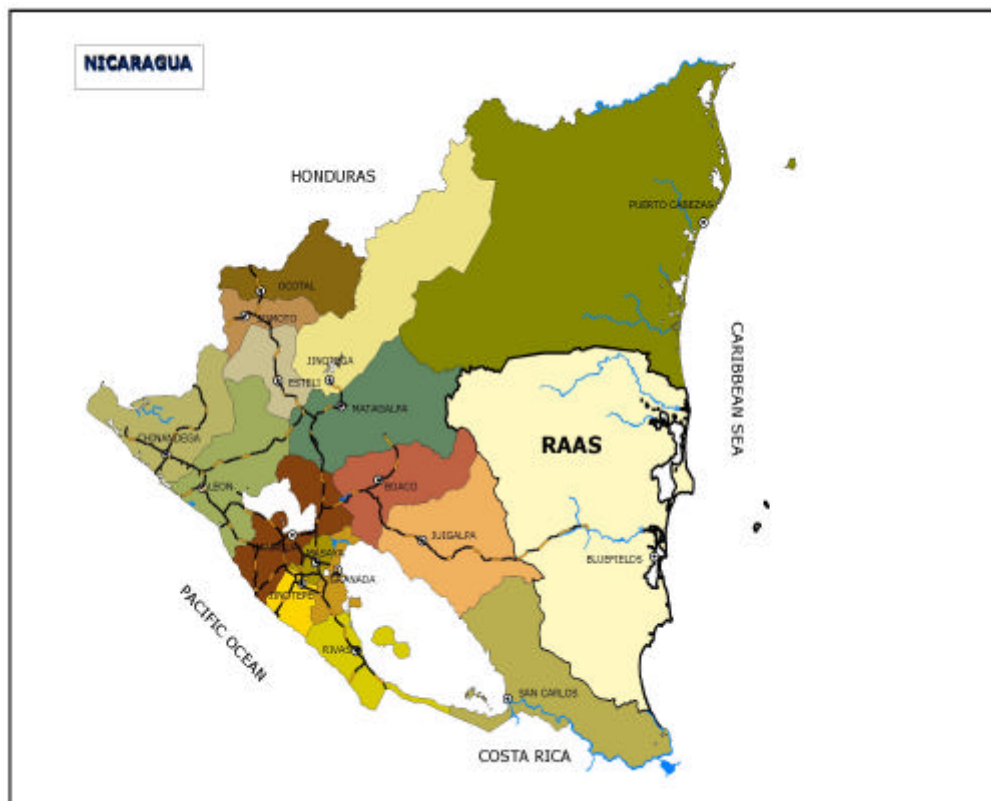 NICARAGUA
HONDURAS
PUERTO CABEZAS
OCOTAL
SOMOTO
CARIBBEAN SEA
JINOTEGA
ESTELI
MATAGALPA
CHINANDEGA
RAAS
LEON
BOACO
JUIGALPA
MASAYA
BLUEFIELDS
GRANADA
JINOTEPE
PACIFIC OCEAN
RIVAS
SAN CARLOS
COSTA RICA